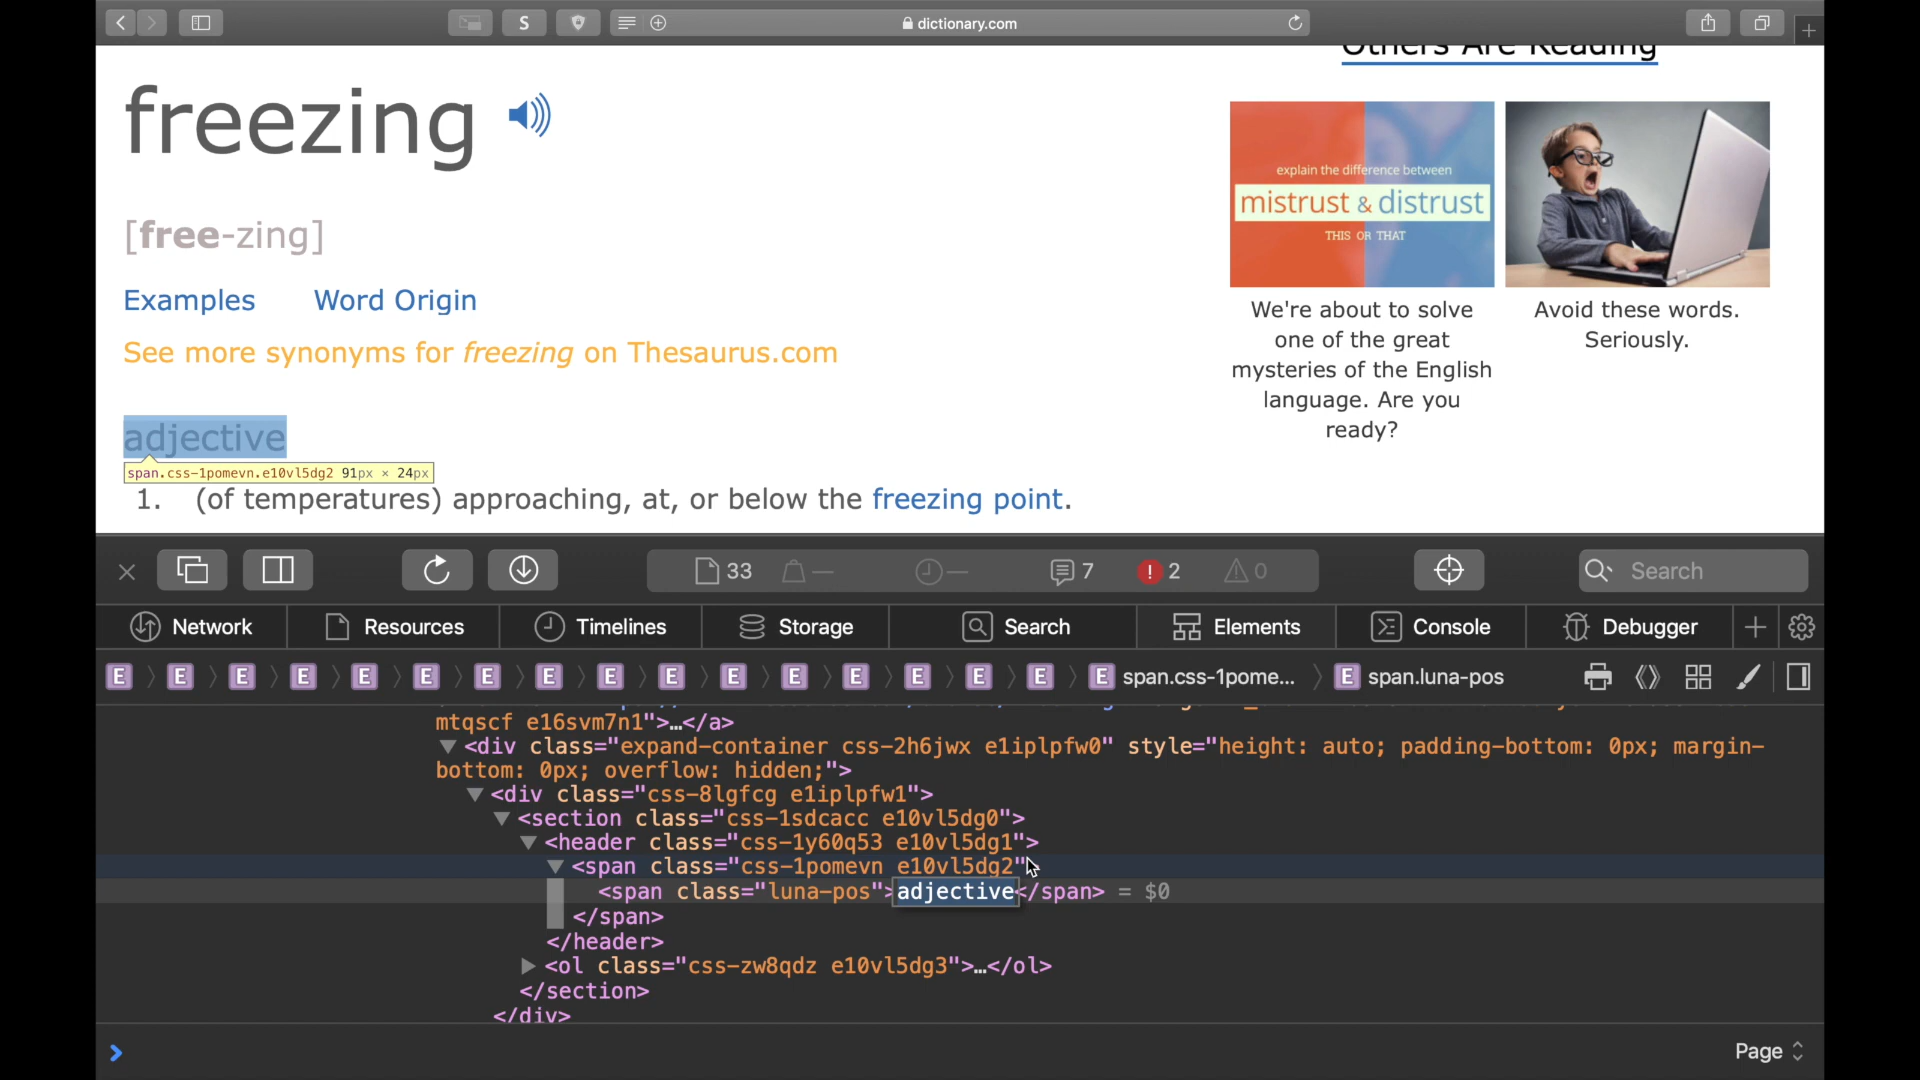 S
dictionary.com
Others Are Reading
freezing
[free-zing]
Examples Word Origin
See more synonyms for freezing on Thesaurus.com
adjective
span.css-1pomevn.e10vl5dg2 91px × 24px
1. (of temperatures) approaching, at, or below the freezing point.
explain the difference between
mistrust & distrust
THIS OR THAT
We're about to solve
one of the great
mysteries of the English
language. Are you
ready?
Avoid these words.
Seriously.
33 — — 7 2 0
Search
Network Resources Timelines Storage Search Elements Console Debugger
E E E E E E E E E E E E E E E E E span.css-1pome... E span.luna-pos
mtqscf e16svm7n1">…</a>
<div class="expand-container css-2h6jwx e1iplpfw0" style="height: auto; padding-bottom: 0px; margin-
bottom: 0px; overflow: hidden;">
<div class="css-8lgfcg e1iplpfw1">
<section class="css-1sdcacc e10vl5dg0">
<header class="css-1y60q53 e10vl5dg1">
<span class="css-1pomevn e10vl5dg2">
<span class="luna-pos">adjective</span> = $0
</span>
</header>
<ol class="css-zw8qdz e10vl5dg3">…</ol>
</section>
</div>
Page